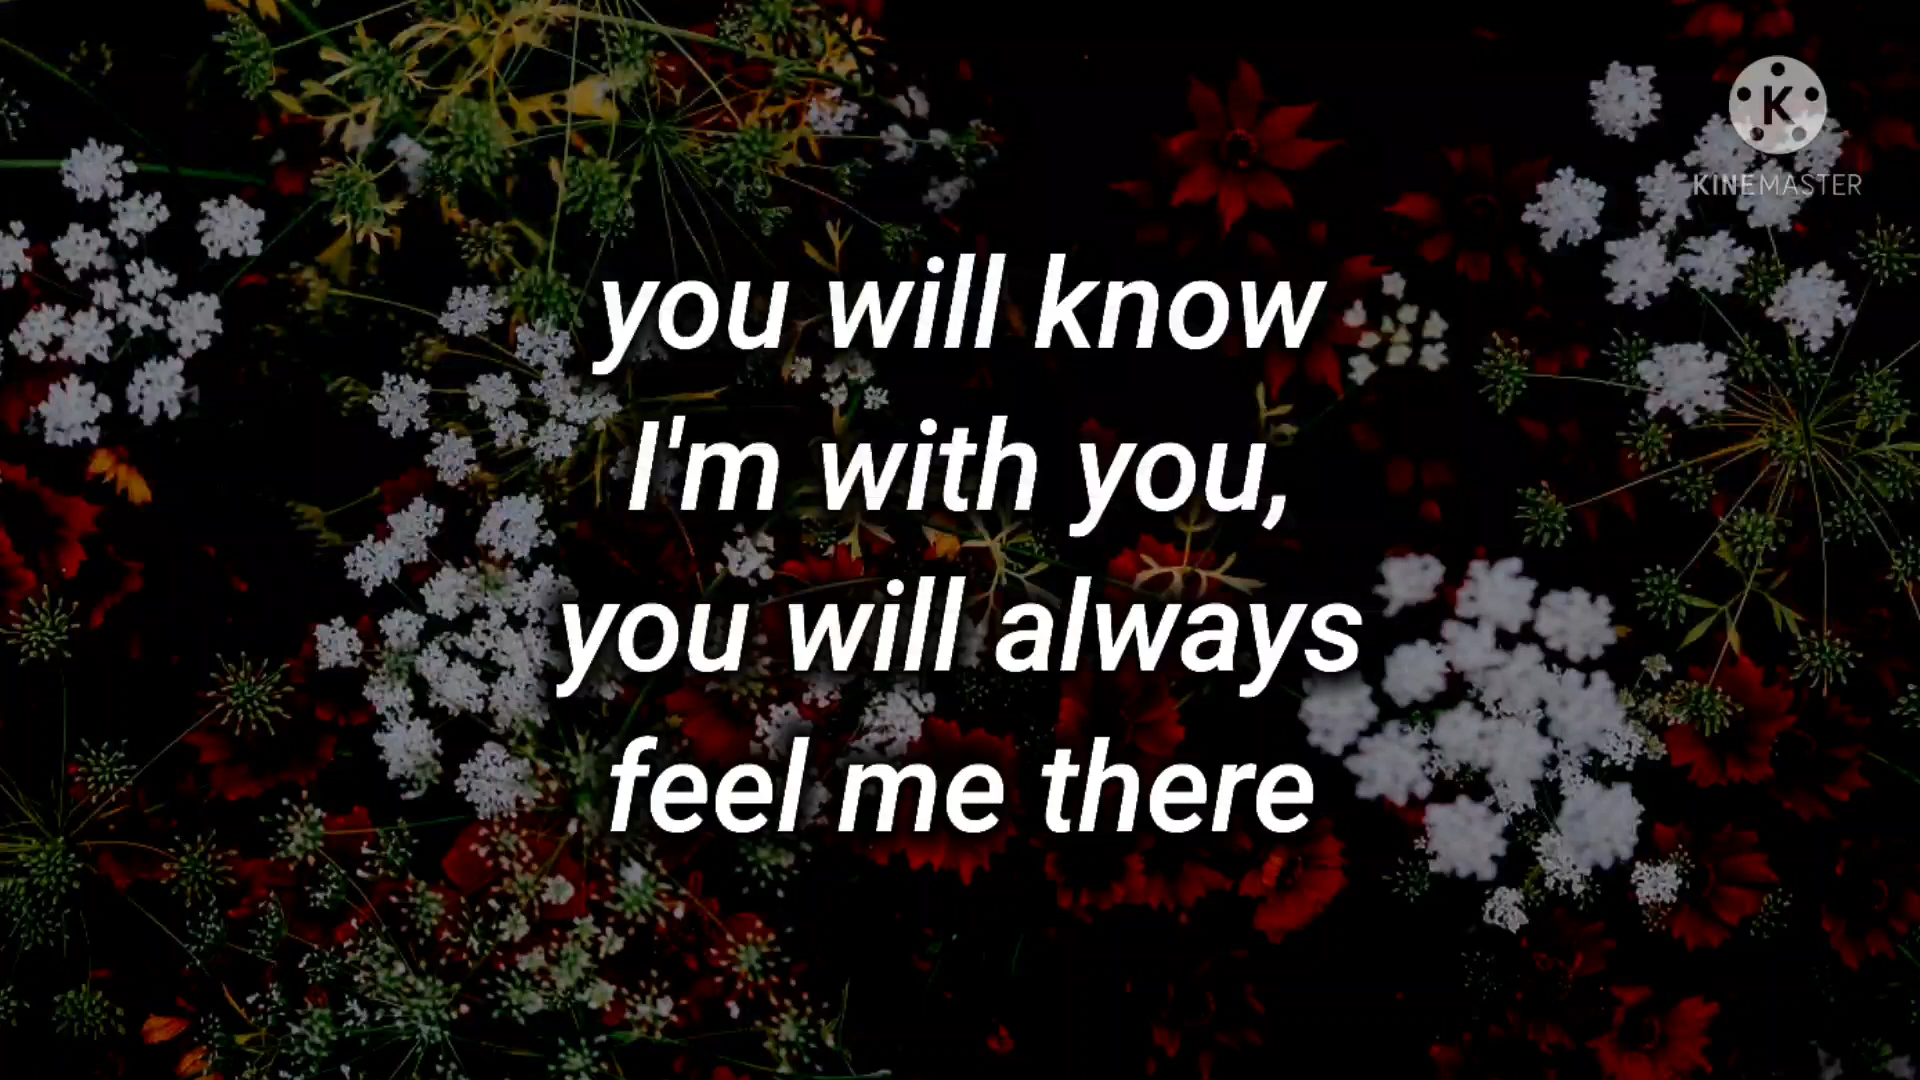 K
KINEMASTER
you will know
I'm with you,
you will always
feel me there